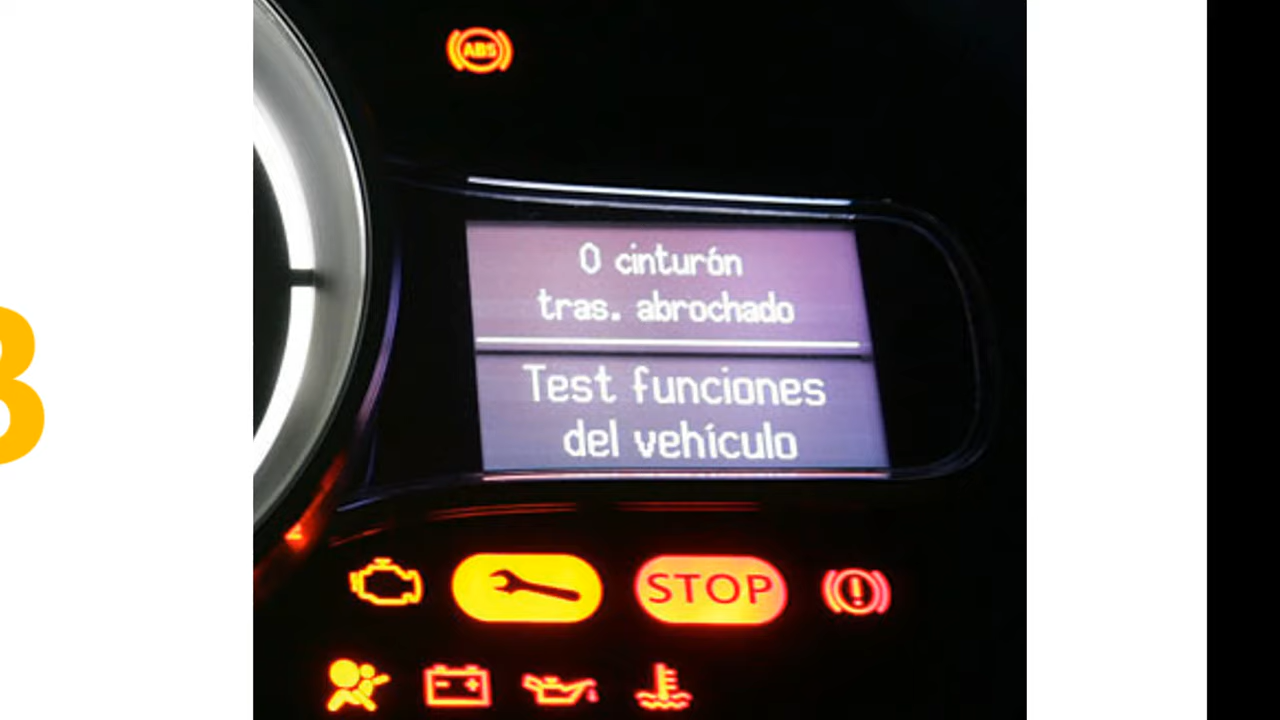 ABS
0 cinturón
tras. abrochado
Test funciones
del vehículo
STOP